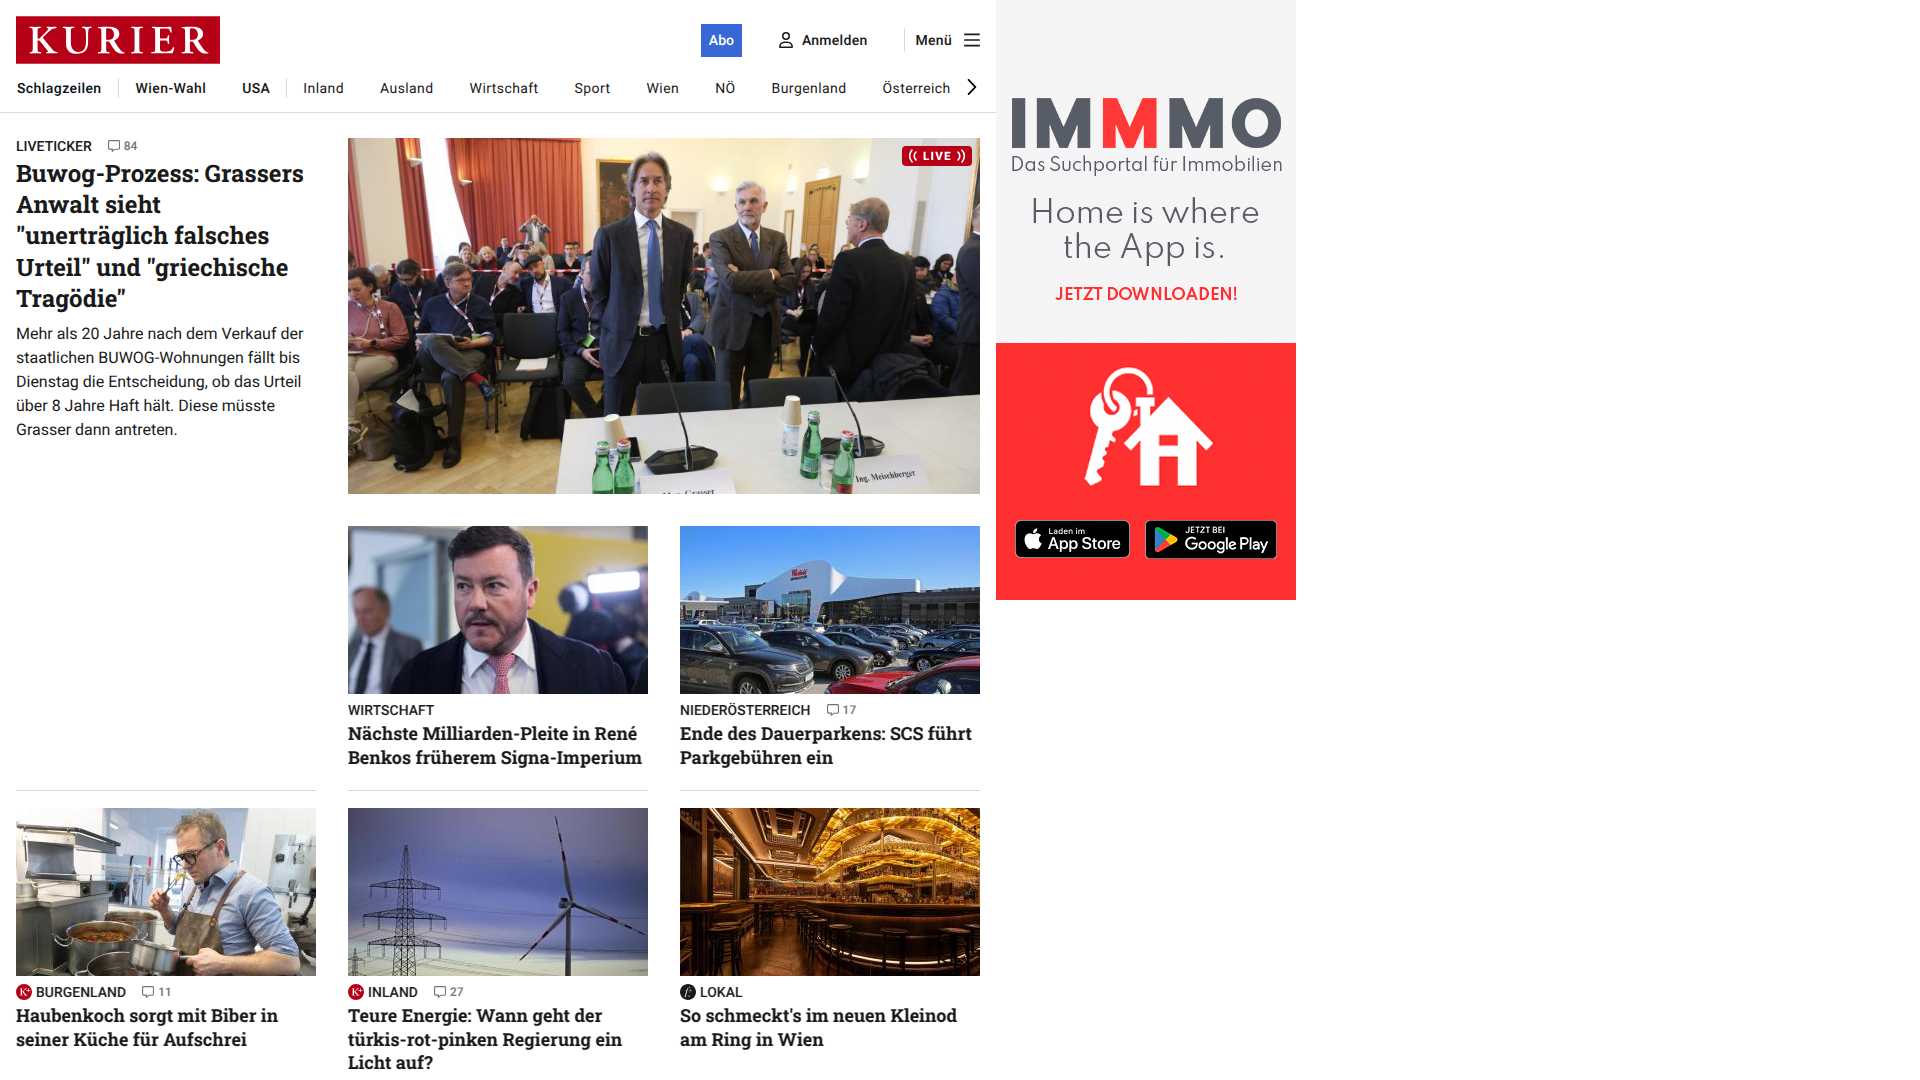 KURIER
Abo
Anmelden
Menü
Schlagzeilen
Wien-Wahl
USA
Inland
Ausland
Wirtschaft
Sport
Wien
NÖ
Burgenland
Österreich
LIVETICKER 84
Buwog-Prozess: Grassers
Anwalt sieht
"unerträglich falsches
Urteil" und "griechische
Tragödie"
Mehr als 20 Jahre nach dem Verkauf der
staatlichen BUWOG-Wohnungen fällt bis
Dienstag die Entscheidung, ob das Urteil
über 8 Jahre Haft hält. Diese müsste
Grasser dann antreten.
LIVE
Ing. Meischberger
WIRTSCHAFT
Nächste Milliarden-Pleite in René
Benkos früherem Signa-Imperium
NIEDERÖSTERREICH 17
Ende des Dauerparkens: SCS führt
Parkgebühren ein
K+ BURGENLAND 11
Haubenkoch sorgt mit Biber in
seiner Küche für Aufschrei
K+ INLAND 27
Teure Energie: Wann geht der
türkis-rot-pinken Regierung ein
Licht auf?
f LOKAL
So schmeckt's im neuen Kleinod
am Ring in Wien
IMMMO
Das Suchportal für Immobilien
Home is where
the App is.
JETZT DOWNLOADEN!
Laden im
App Store
JETZT BEI
Google Play